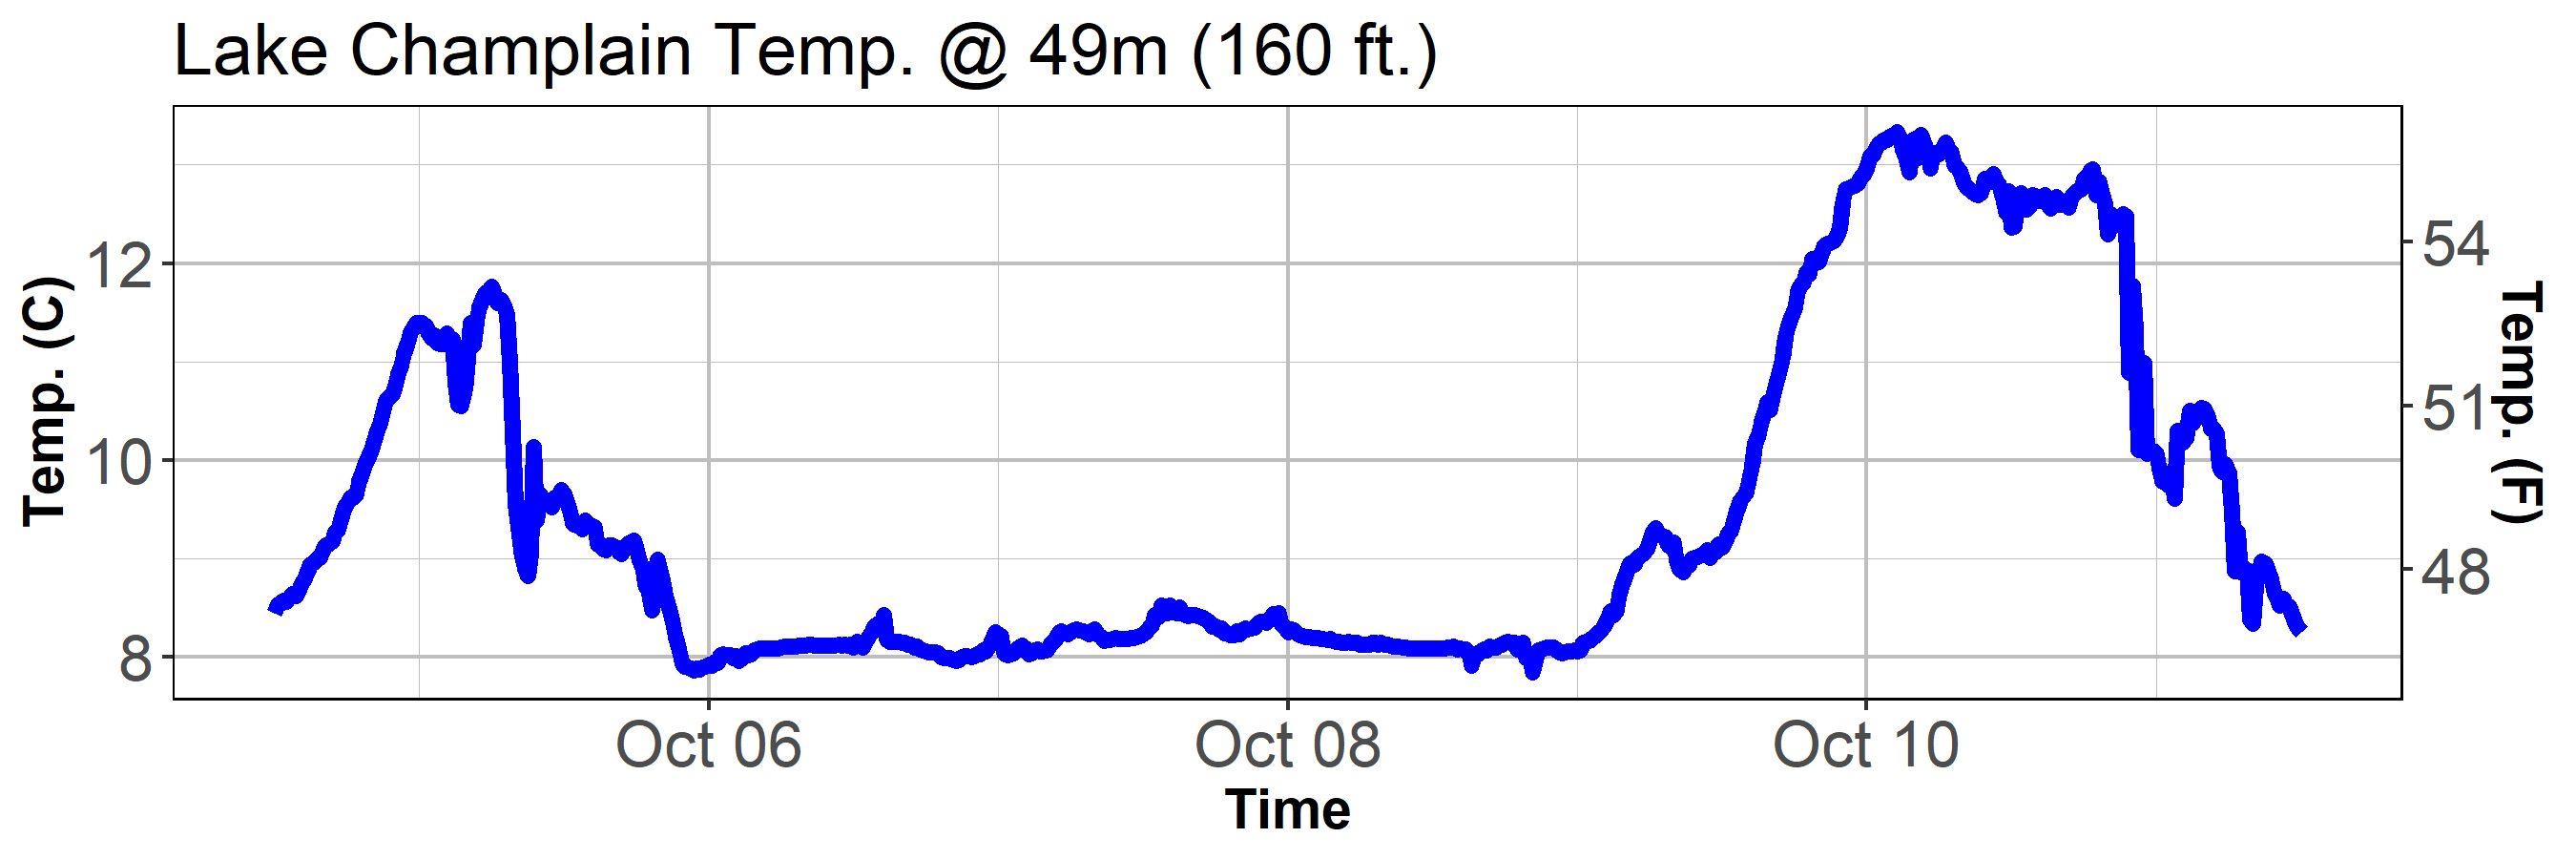 Lake Champlain Temp. @ 49m (160 ft.)
Temp. (C)
12
10
8
54
51
48
Temp. (F)
Oct 06 Oct 08 Oct 10
Time